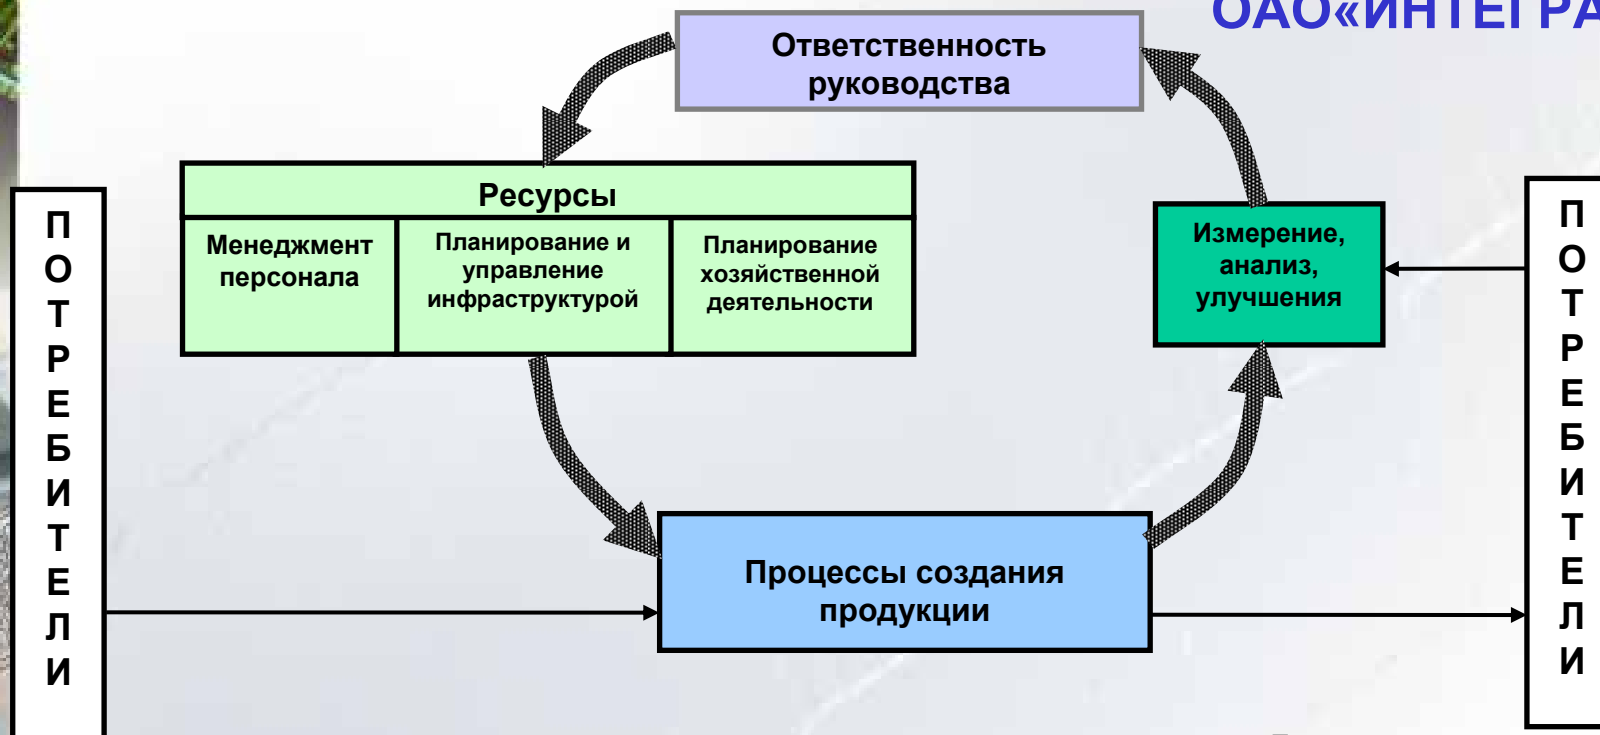 ОАО«ИНТЕГРА
Ответственность
руководства
Ресурсы
Менеджмент
персонала
Планирование и
управление
инфраструктурой
Планирование
хозяйственной
деятельности
Измерение,
анализ,
улучшения
П
О
Т
Р
Е
Б
И
Т
Е
Л
И
П
О
Т
Р
Е
Б
И
Т
Е
Л
И
Процессы создания
продукции